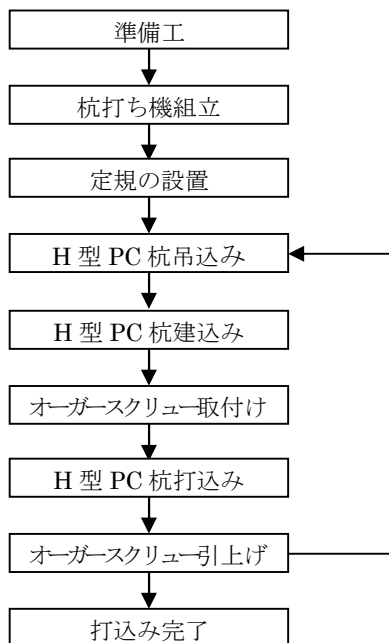 準備工
杭打ち機組立
定規の設置
H 型 PC 杭吊込み
H 型 PC 杭建込み
オーガースクリュー取付け
H 型 PC 杭打込み
オーガースクリュー引上げ
打込み完了